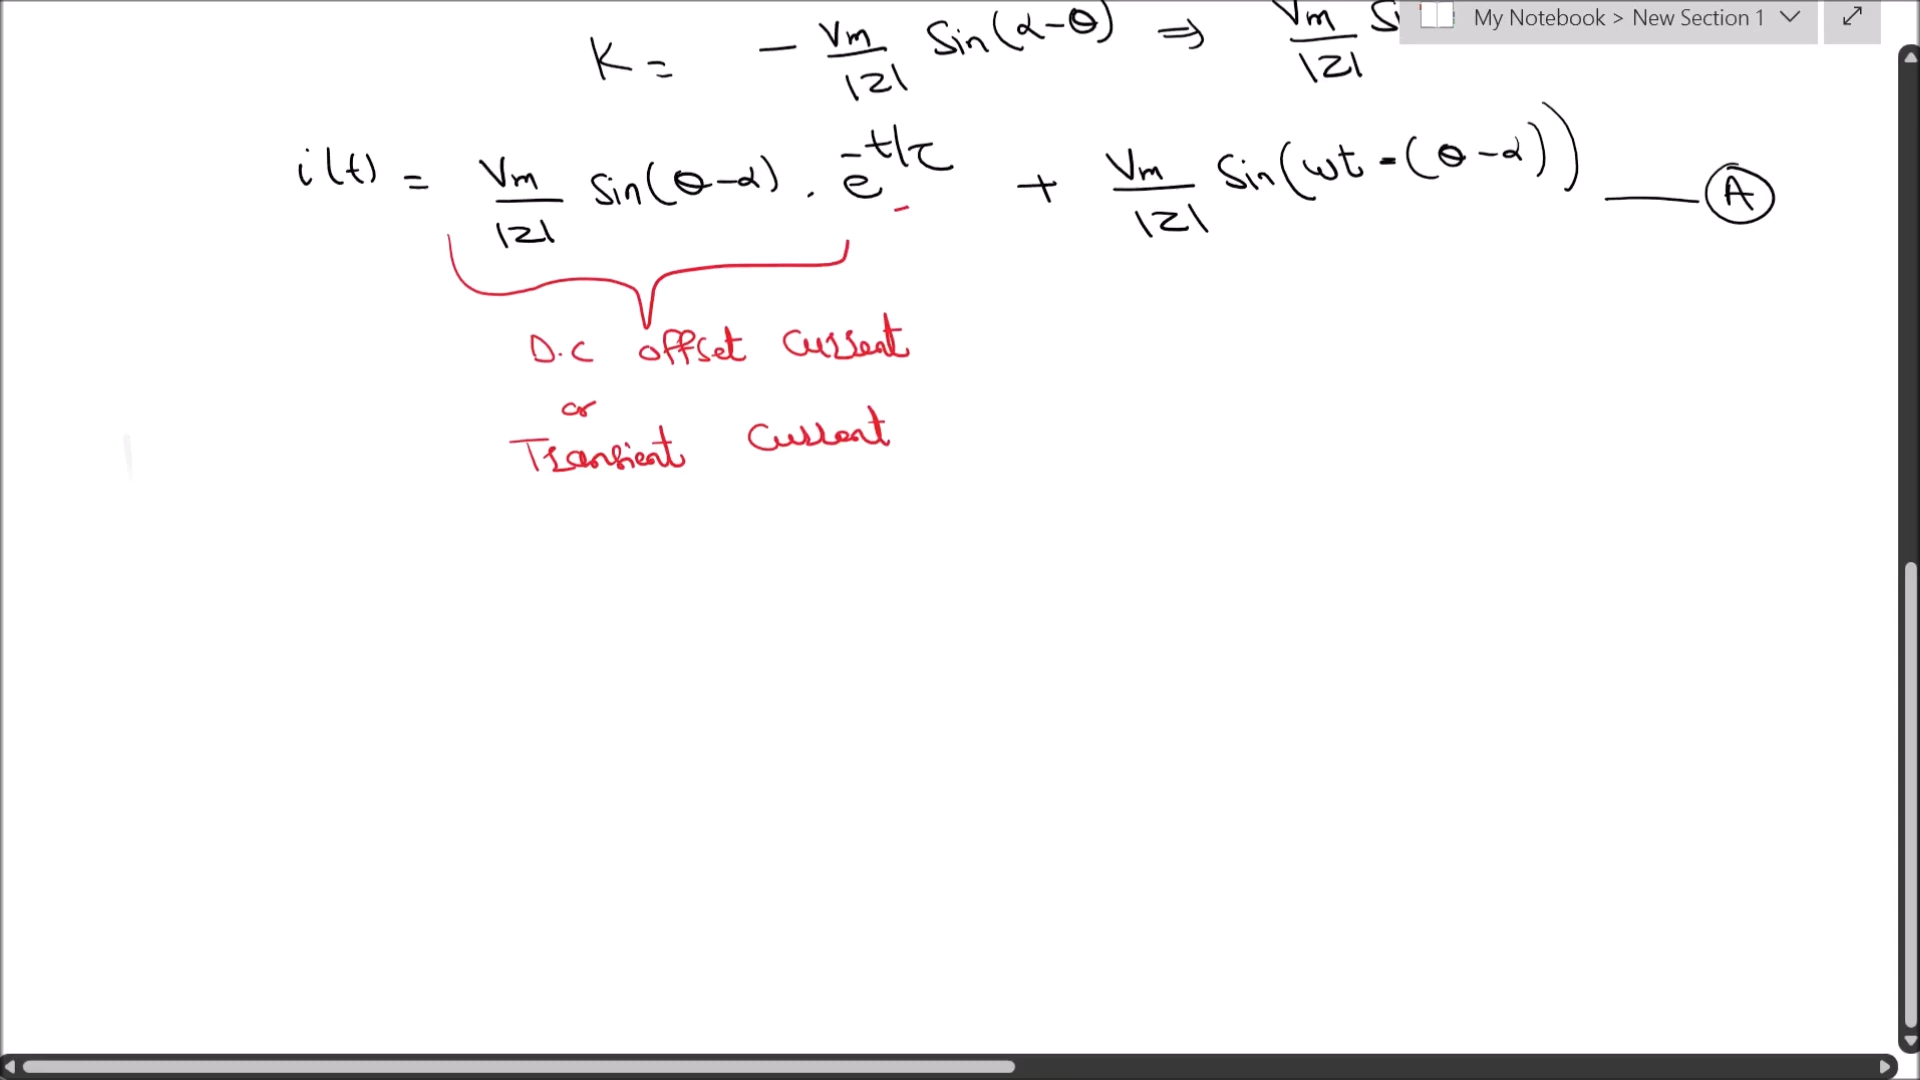 K = - Vm/|Z| Sin(α-θ) ⇒ Vm/|Z| S
My Notebook > New Section 1
i(t) = Vm/|Z| Sin(θ-α) . e^-t/τ + Vm/|Z| Sin(ωt - (θ-α)) — A
D.C offset Current
or
Transient Current